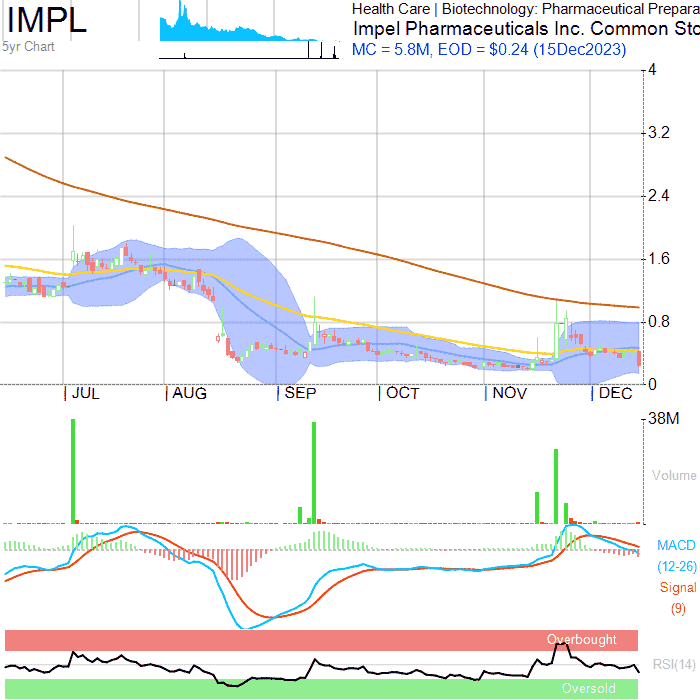 IMPL
5yr Chart
Health Care | Biotechnology: Pharmaceutical Prepara
Impel Pharmaceuticals Inc. Common Sto
MC = 5.8M, EOD = $0.24 (15Dec2023)
4
3.2
2.4
1.6
0.8
0
JUL AUG SEP OCT NOV DEC
38M
Volume
MACD
(12-26)
Signal
(9)
Overbought
RSI(14)
Oversold